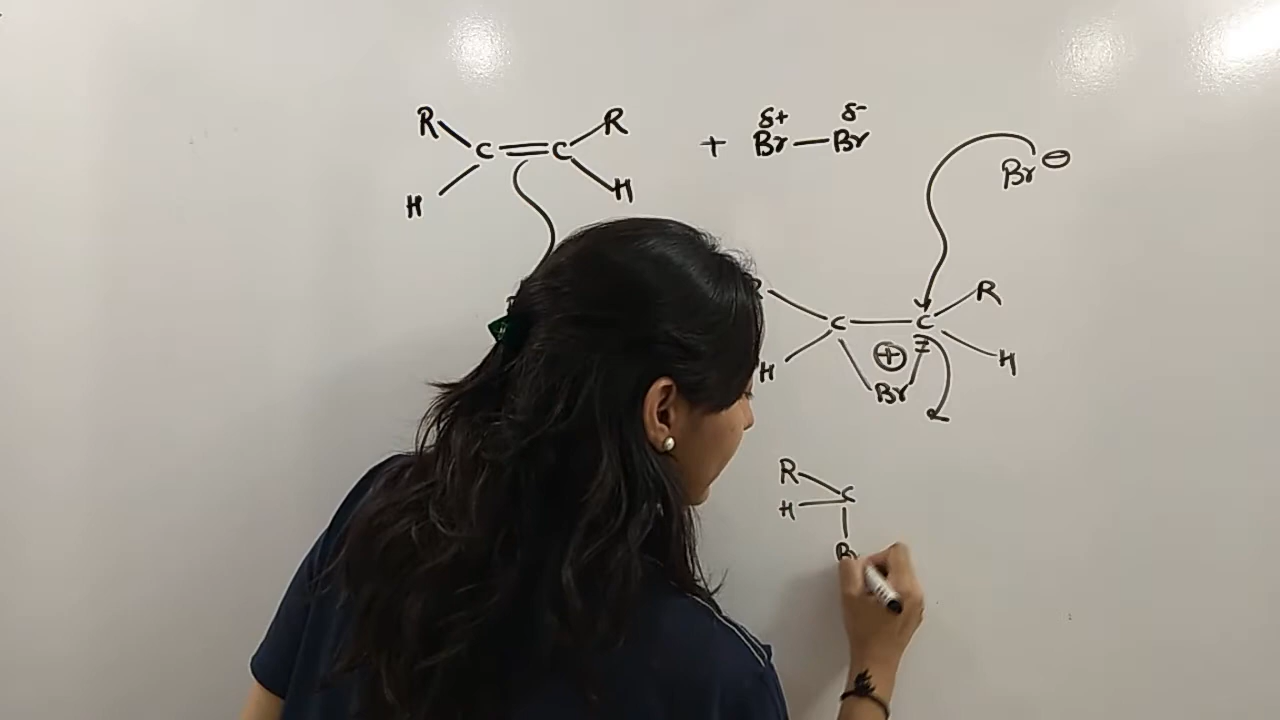 R R δ+ δ-
C=C + Br—Br Br⊖
H H
R R
C—C
H ⊕ H
Br
R
H C
Br